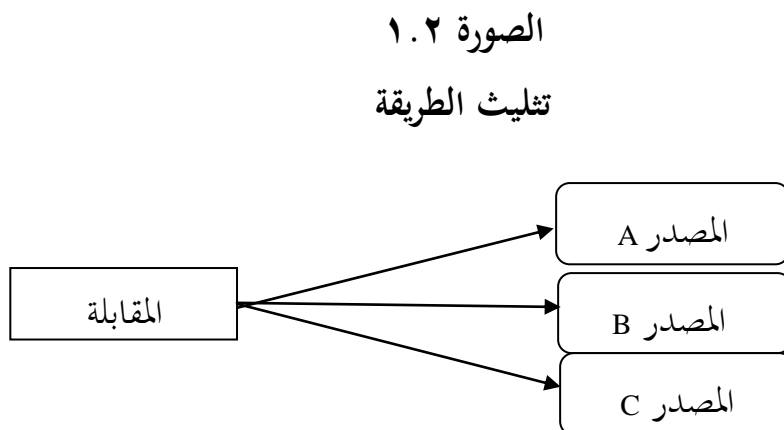 الصورة ١.٢
تثليث الطريقة
المصدر A
المقابلة
المصدر B
المصدر C